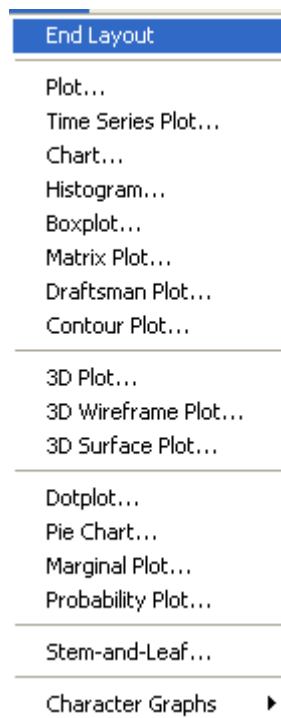 End Layout
Plot...
Time Series Plot...
Chart...
Histogram...
Boxplot...
Matrix Plot...
Draftsman Plot...
Contour Plot...
3D Plot...
3D Wireframe Plot...
3D Surface Plot...
Dotplot...
Pie Chart...
Marginal Plot...
Probability Plot...
Stem-and-Leaf...
Character Graphs